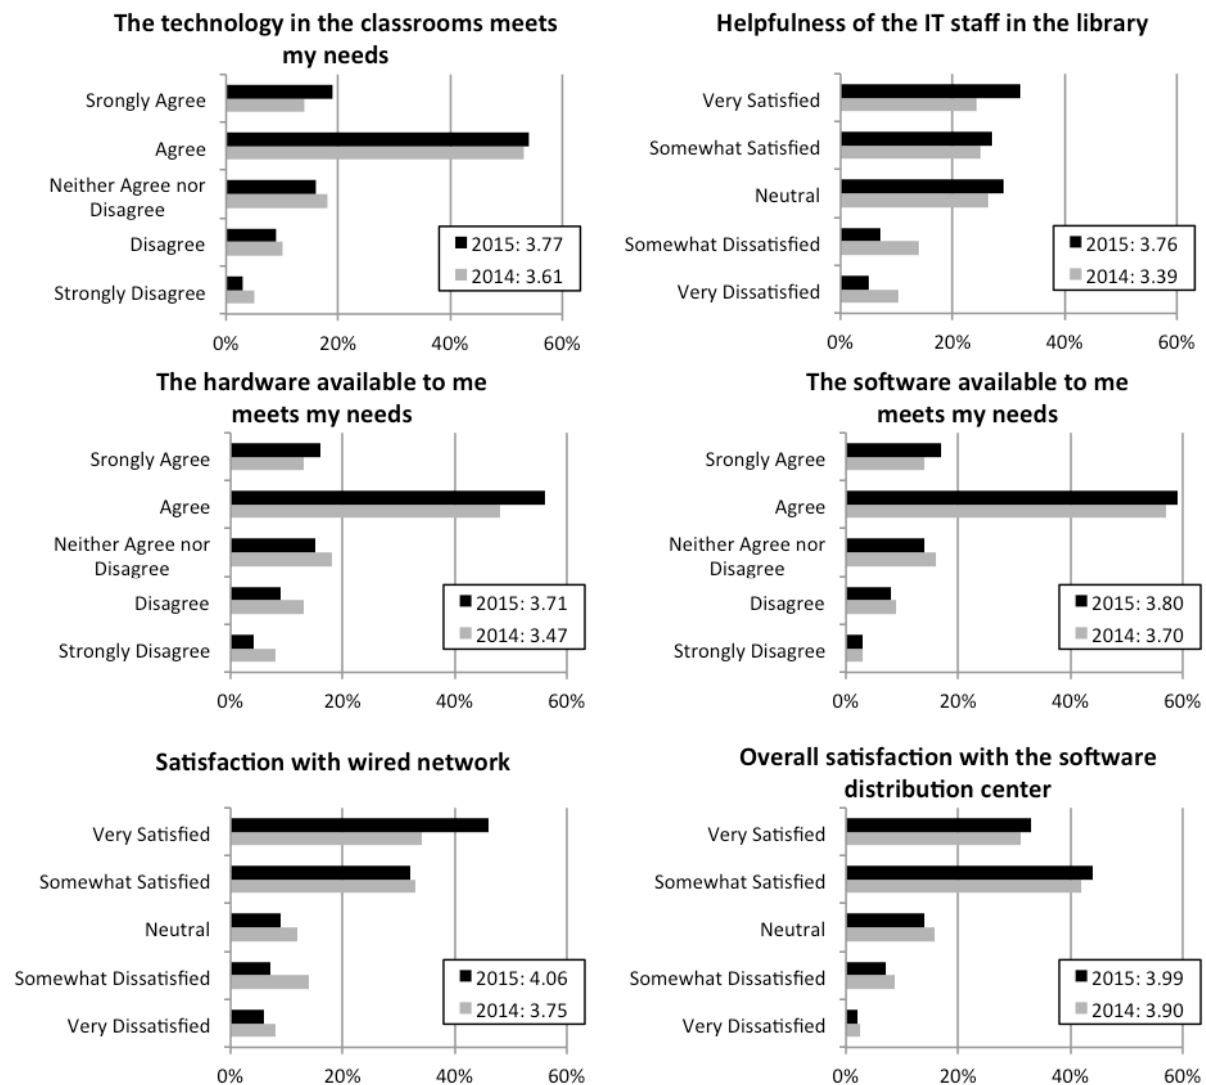 The technology in the classrooms meets
my needs
Srongly Agree
Agree
Neither Agree nor
Disagree
Disagree
Strongly Disagree
2015: 3.77
2014: 3.61
0%
20%
40%
60%
Helpfulness of the IT staff in the library
Very Satisfied
Somewhat Satisfied
Neutral
Somewhat Dissatisfied
Very Dissatisfied
2015: 3.76
2014: 3.39
0%
20%
40%
60%
The hardware available to me
meets my needs
Srongly Agree
Agree
Neither Agree nor
Disagree
Disagree
Strongly Disagree
2015: 3.71
2014: 3.47
0%
20%
40%
60%
The software available to me
meets my needs
Srongly Agree
Agree
Neither Agree nor
Disagree
Disagree
Strongly Disagree
2015: 3.80
2014: 3.70
0%
20%
40%
60%
Satisfaction with wired network
Very Satisfied
Somewhat Satisfied
Neutral
Somewhat Dissatisfied
Very Dissatisfied
2015: 4.06
2014: 3.75
0%
20%
40%
60%
Overall satisfaction with the software
distribution center
Very Satisfied
Somewhat Satisfied
Neutral
Somewhat Dissatisfied
Very Dissatisfied
2015: 3.99
2014: 3.90
0%
20%
40%
60%